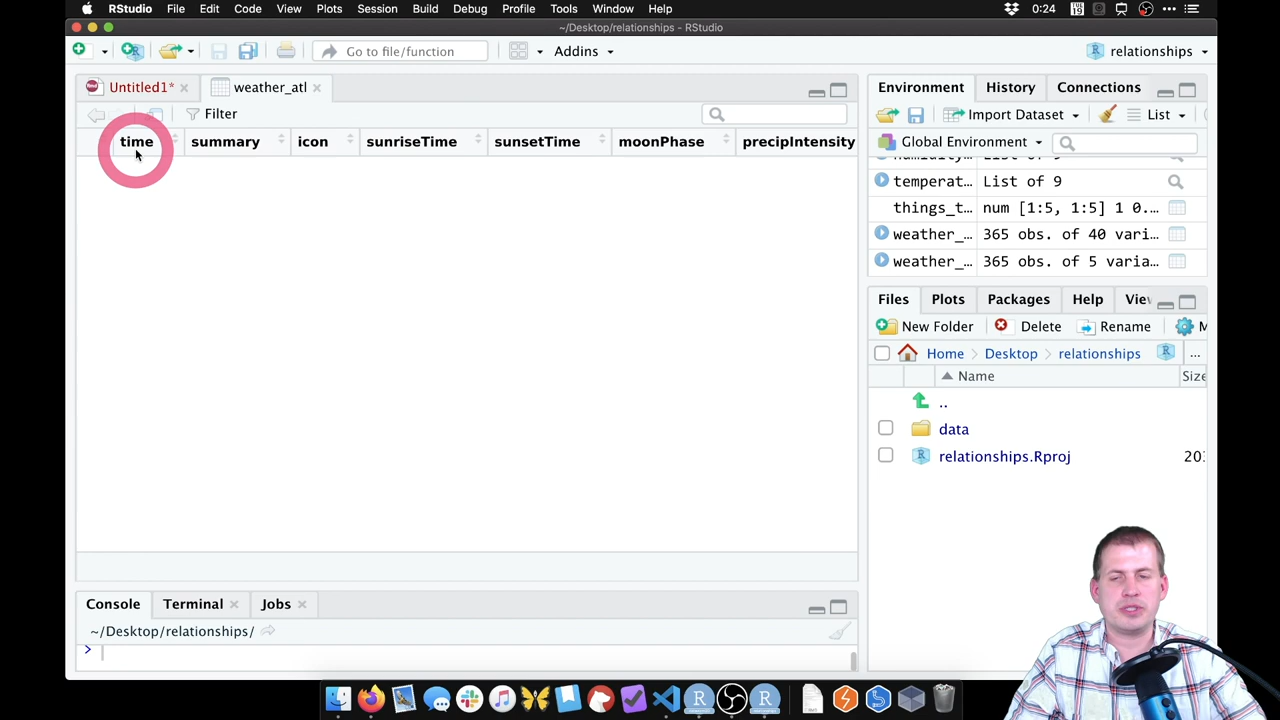 RStudio File Edit Code View Plots Session Build Debug Profile Tools Window Help 0:24
~/Desktop/relationships - RStudio
Go to file/function Addins relationships
Untitled1* weather_atl
Filter
time summary icon sunriseTime sunsetTime moonPhase precipIntensity
Environment History Connections
Import Dataset List
Global Environment
List of 9
temperat… List of 9
things_t… num [1:5, 1:5] 1 0.…
weather_… 365 obs. of 40 vari…
weather_… 365 obs. of 5 varia…
Files Plots Packages Help
New Folder Delete Rename
Home Desktop relationships ...
Name Size
..
data
relationships.Rproj
Console Terminal Jobs
~/Desktop/relationships/
>